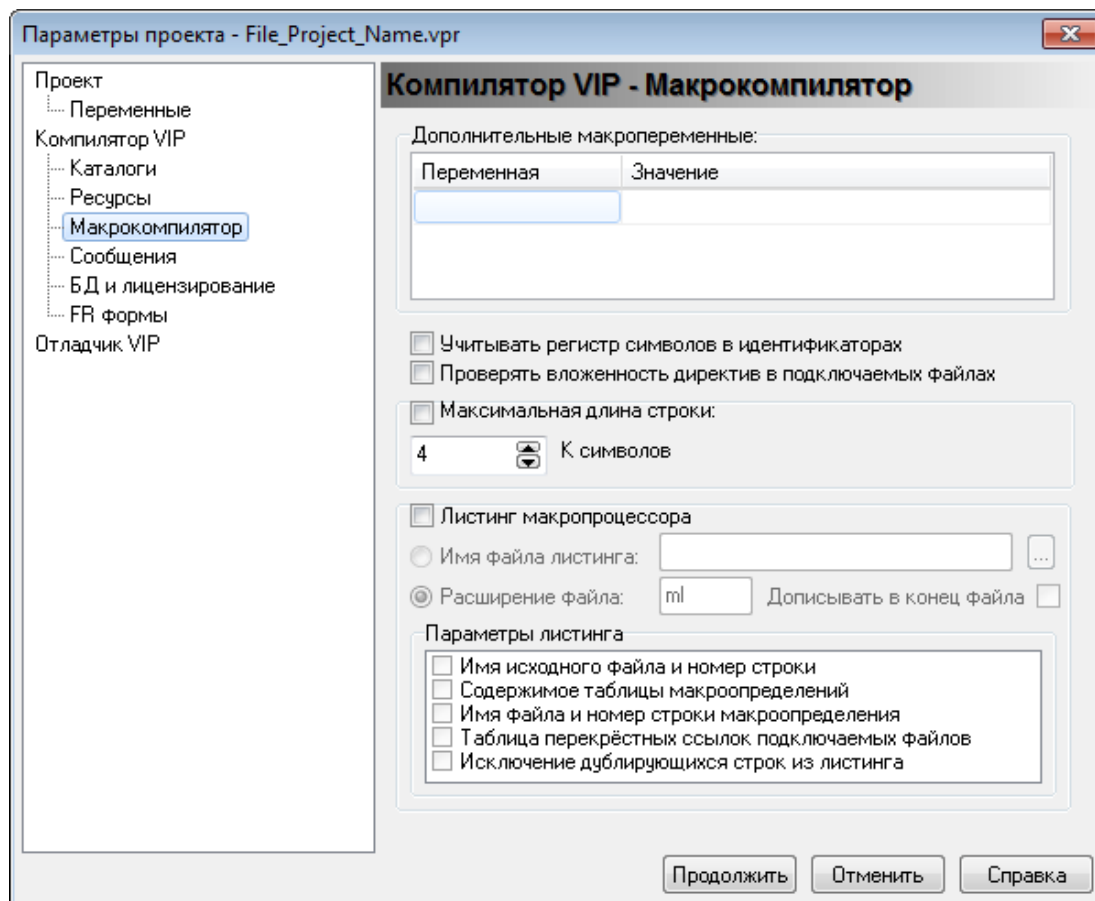 Параметры проекта - File_Project_Name.vpr
Проект
Переменные
Компилятор VIP
Каталоги
Ресурсы
Макрокомпилятор
Сообщения
БД и лицензирование
FR формы
Отладчик VIP
Компилятор VIP - Макрокомпилятор
Дополнительные макропеременные:
Переменная Значение
Учитывать регистр символов в идентификаторах
Проверять вложенность директив в подключаемых файлах
Максимальная длина строки:
4 К символов
Листинг макропроцессора
Имя файла листинга: ...
Расширение файла: ml Дописывать в конец файла
Параметры листинга
Имя исходного файла и номер строки
Содержимое таблицы макроопределений
Имя файла и номер строки макроопределения
Таблица перекрёстных ссылок подключаемых файлов
Исключение дублирующихся строк из листинга
Продолжить Отменить Справка